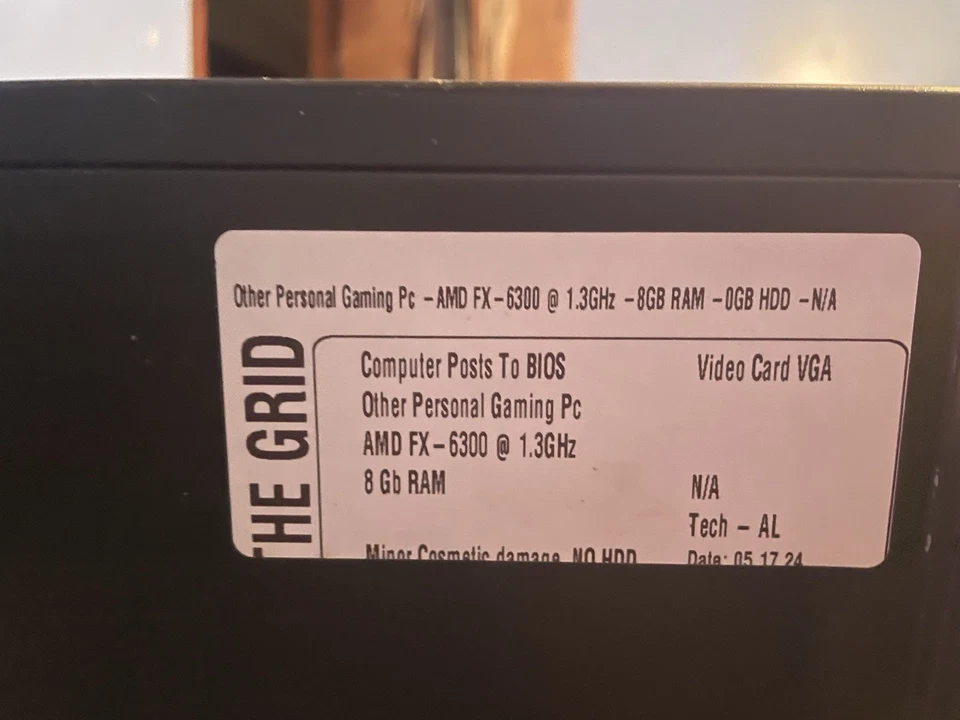 Other Personal Gaming Pc -AMD FX-6300 @ 1.3GHz -8GB RAM -0GB HDD -N/A
THE GRID
Computer Posts To BIOS
Video Card VGA
Other Personal Gaming Pc
AMD FX-6300 @ 1.3GHz
8 Gb RAM
N/A
Tech - AL
Minor Cosmetic damage NO HDD
Date: 05.17.24